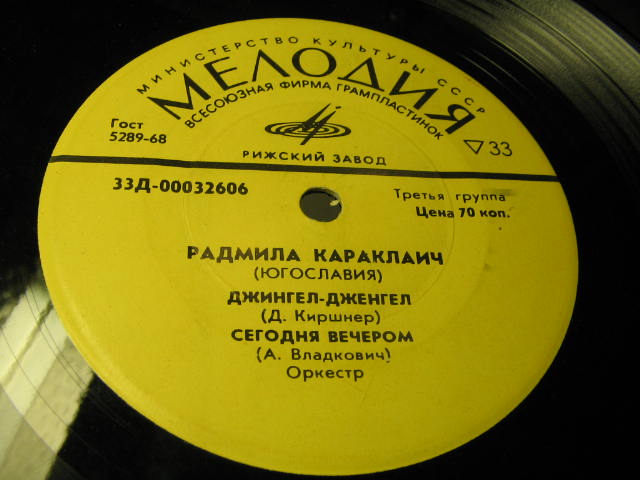 МИНИСТЕРСТВО КУЛЬТУРЫ СССР
МЕЛОДИЯ
ВСЕСОЮЗНАЯ ФИРМА ГРАМПЛАСТИНОК
Гост
5289-68
33
РИЖСКИЙ ЗАВОД
33Д-00032606
Третья группа
Цена 70 коп.
РАДМИЛА КАРАКЛАИЧ
(ЮГОСЛАВИЯ)
ДЖИНГЕЛ-ДЖЕНГЕЛ
(Д. Киршнер)
СЕГОДНЯ ВЕЧЕРОМ
(А. Владкович)
Оркестр